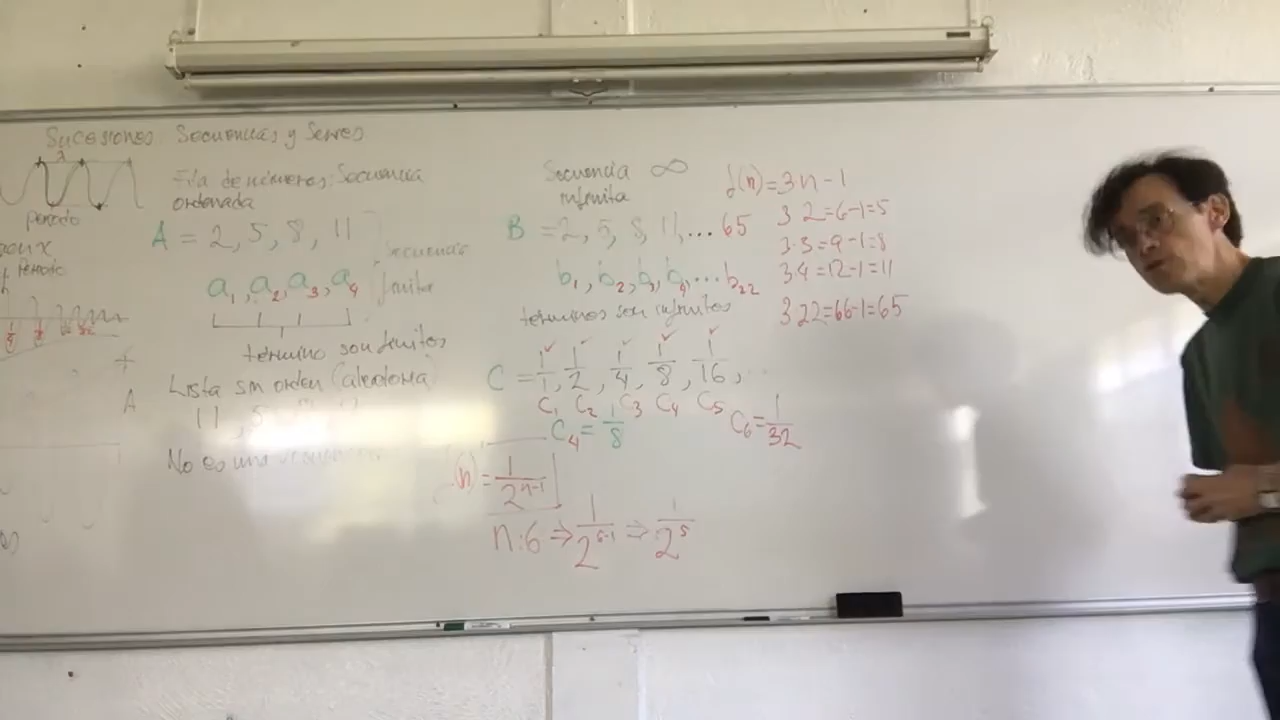 Sucesiones: Secuencias y Series
Periodo
Fila de números: Secuencia
ordenada
A = 2, 5, 8, 11
a1, a2, a3, a4
Secuencia
finita
término son finitos
Lista sin orden (aleatoria)
11, 5
No es una
Secuencia ∞
infinita
B = 2, 5, 8, 11, ... 65
b1, b2, b3, b4 ... b22
términos son infinitos
f(n) = 3n-1
3·2=6-1=5
3·3=9-1=8
3·4=12-1=11
3·22=66-1=65
C = 1/1, 1/2, 1/4, 1/8, 1/16, ...
C1 C2 C3 C4 C5
C4 = 1/8
C6 = 1/32
(n) = 1/2^(n-1)
n:6 ⇒ 1/2^(6-1) ⇒ 1/2^5